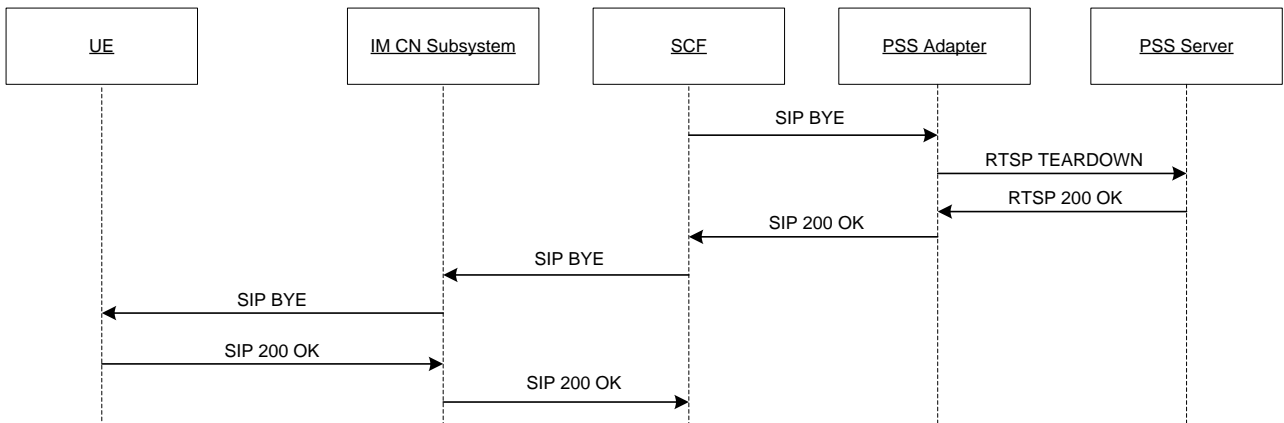 UE
IM CN Subsystem
SCF
PSS Adapter
PSS Server
SIP BYE
RTSP TEARDOWN
RTSP 200 OK
SIP 200 OK
SIP BYE
SIP BYE
SIP 200 OK
SIP 200 OK